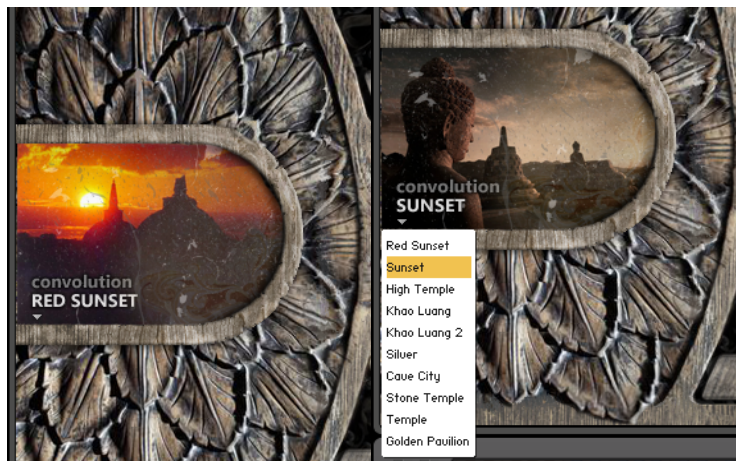 convolution
RED SUNSET
convolution
SUNSET
Red Sunset
Sunset
High Temple
Khao Luang
Khao Luang 2
Silver
Cave City
Stone Temple
Temple
Golden Pavilion